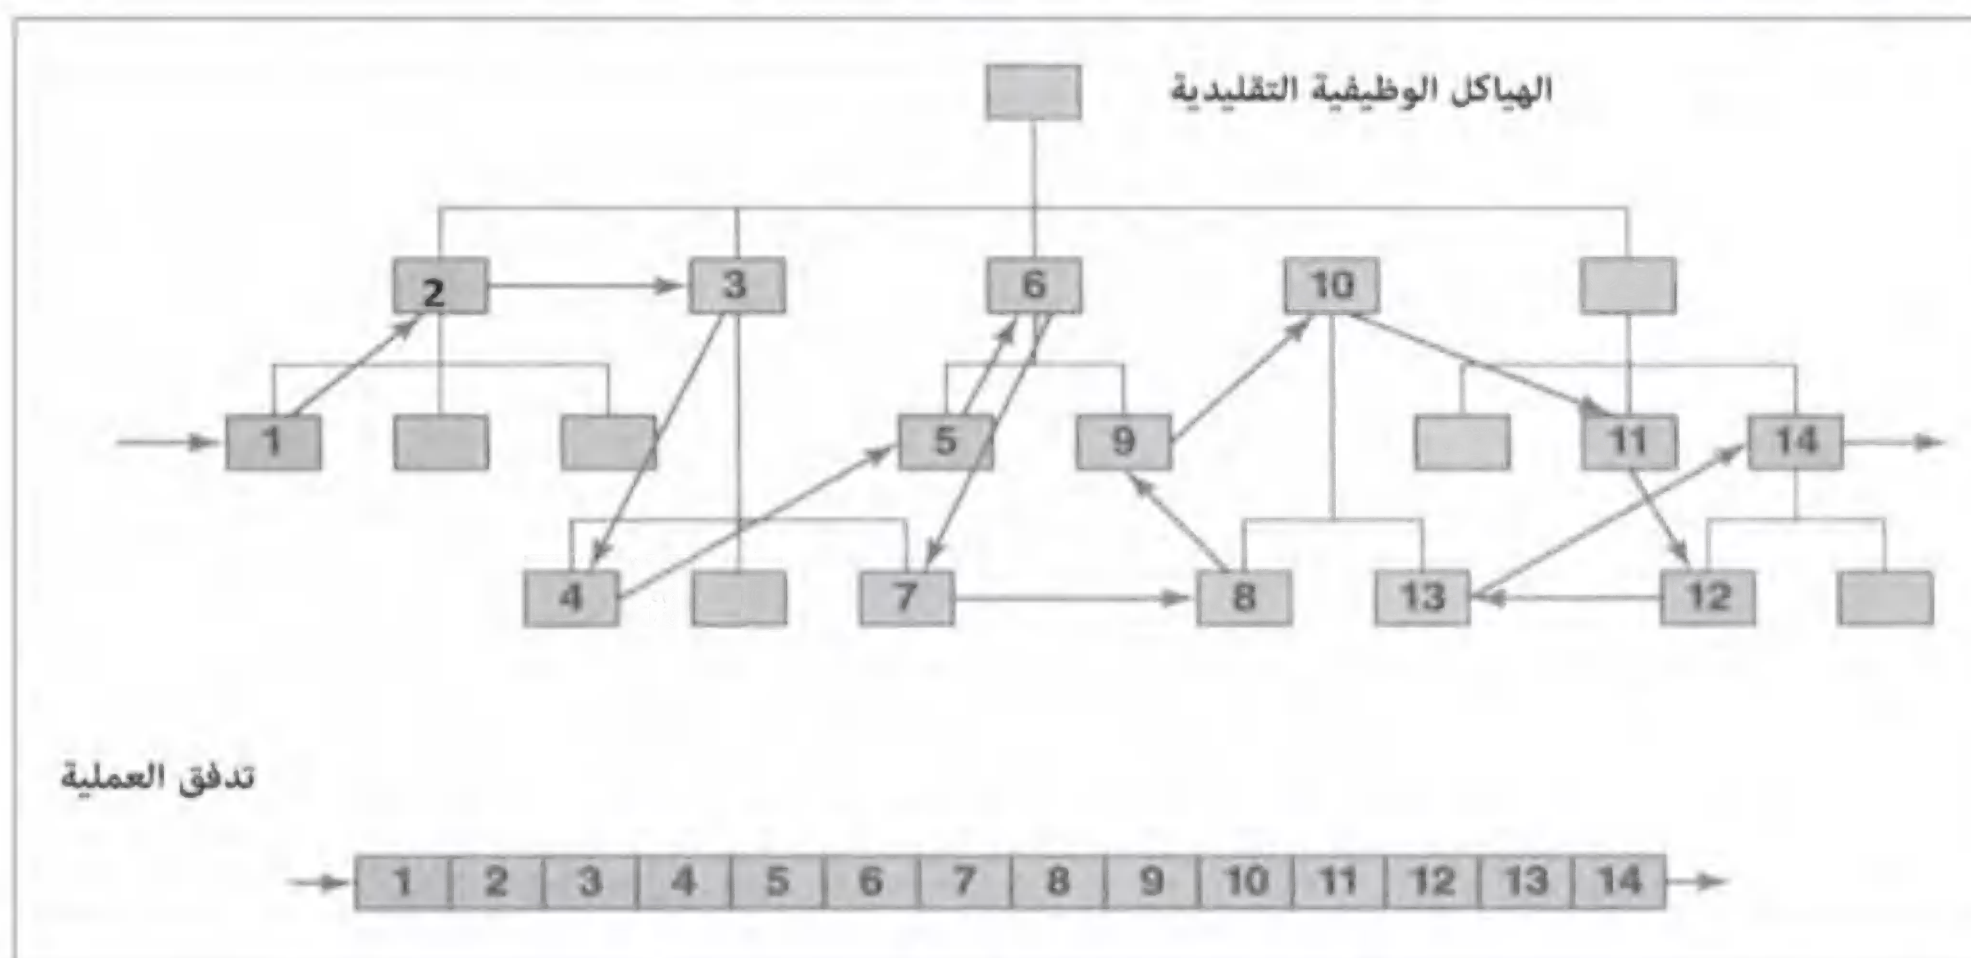 الهياكل الوظيفية التقليدية
2 3 6 10
1 5 9 11 14
4 7 8 13 12
تدفق العملية
1 2 3 4 5 6 7 8 9 10 11 12 13 14